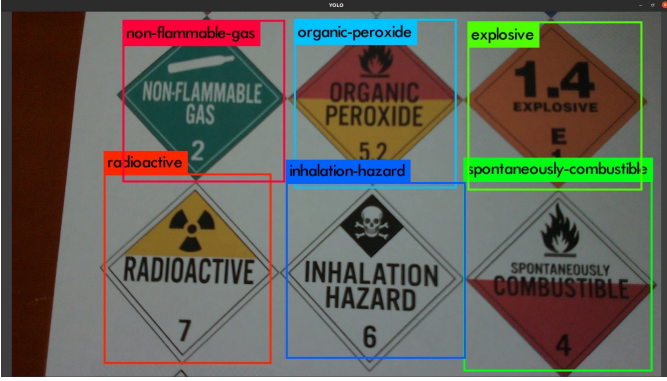 YOLO
non-flammable-gas
organic-peroxide
explosive
NON-FLAMMABLE
GAS
2
ORGANIC
PEROXIDE
5.2
1.4
EXPLOSIVE
E
1
radioactive
inhalation-hazard
spontaneously-combustible
RADIOACTIVE
7
INHALATION
HAZARD
6
SPONTANEOUSLY
COMBUSTIBLE
4